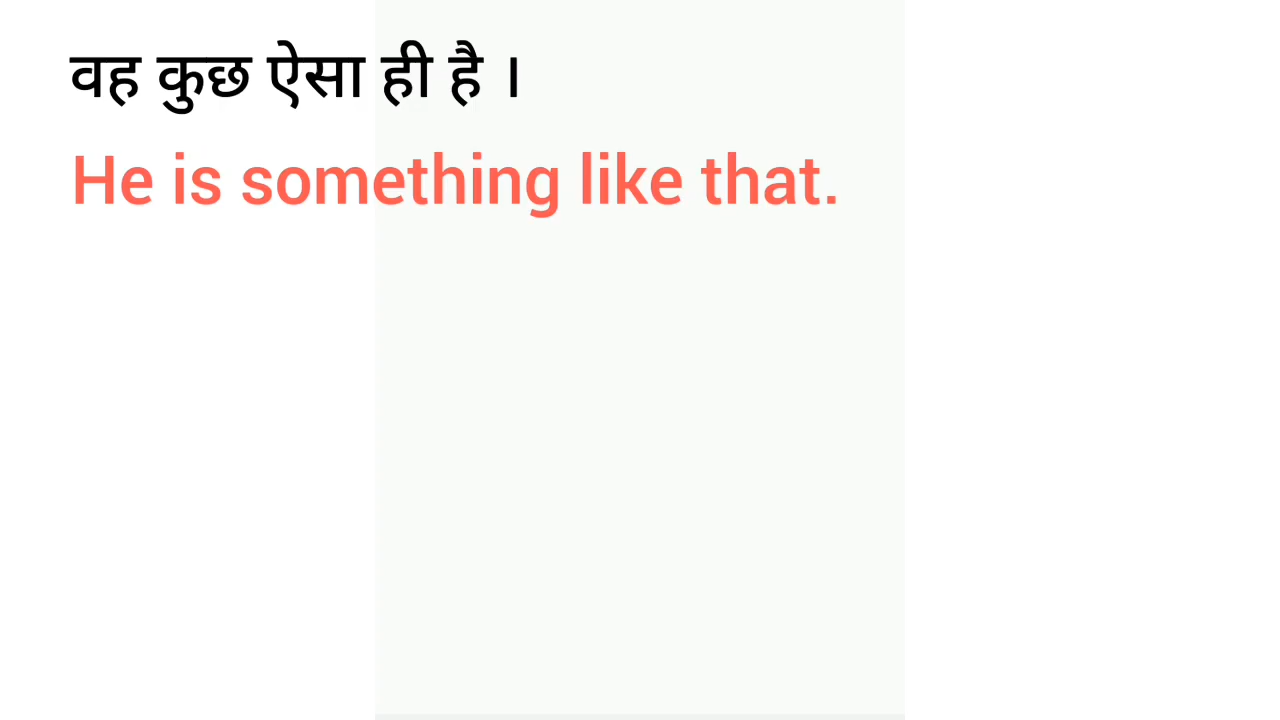 वह कुछ ऐसा ही है ।
He is something like that.